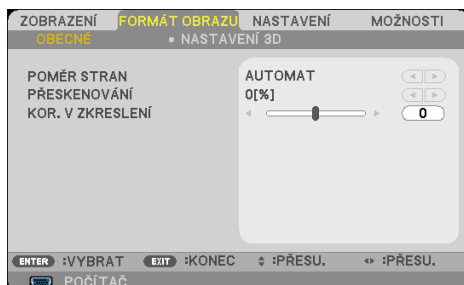 ZOBRAZENÍ FORMÁT OBRAZU NASTAVENÍ MOŽNOSTI
OBECNÉ • NASTAVENÍ 3D
POMĚR STRAN AUTOMAT
PŘESKENOVÁNÍ 0[%]
KOR. V ZKRESLENÍ 0
ENTER :VYBRAT EXIT :KONEC :PŘESU. :PŘESU.
POČÍTAČ